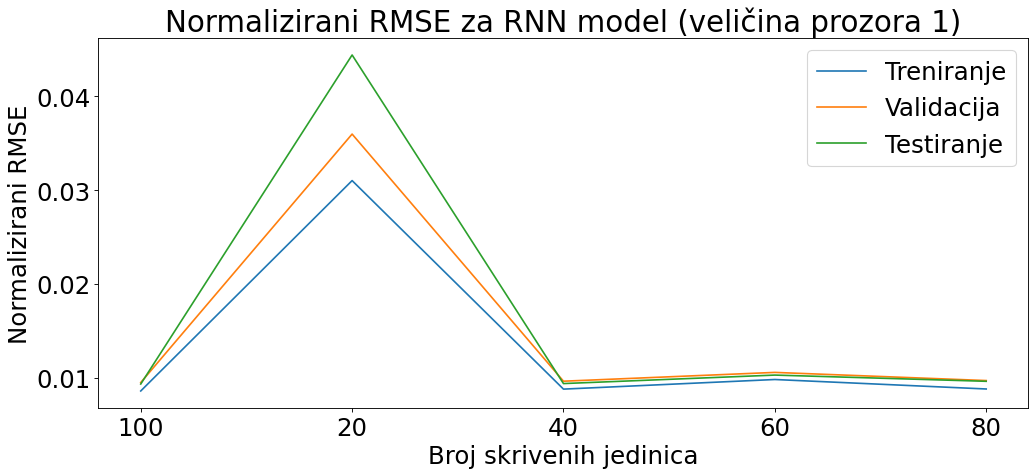 Normalizirani RMSE za RNN model (veličina prozora 1)
Treniranje
Validacija
Testiranje
Normalizirani RMSE
0.04
0.03
0.02
0.01
100 20 40 60 80
Broj skrivenih jedinica